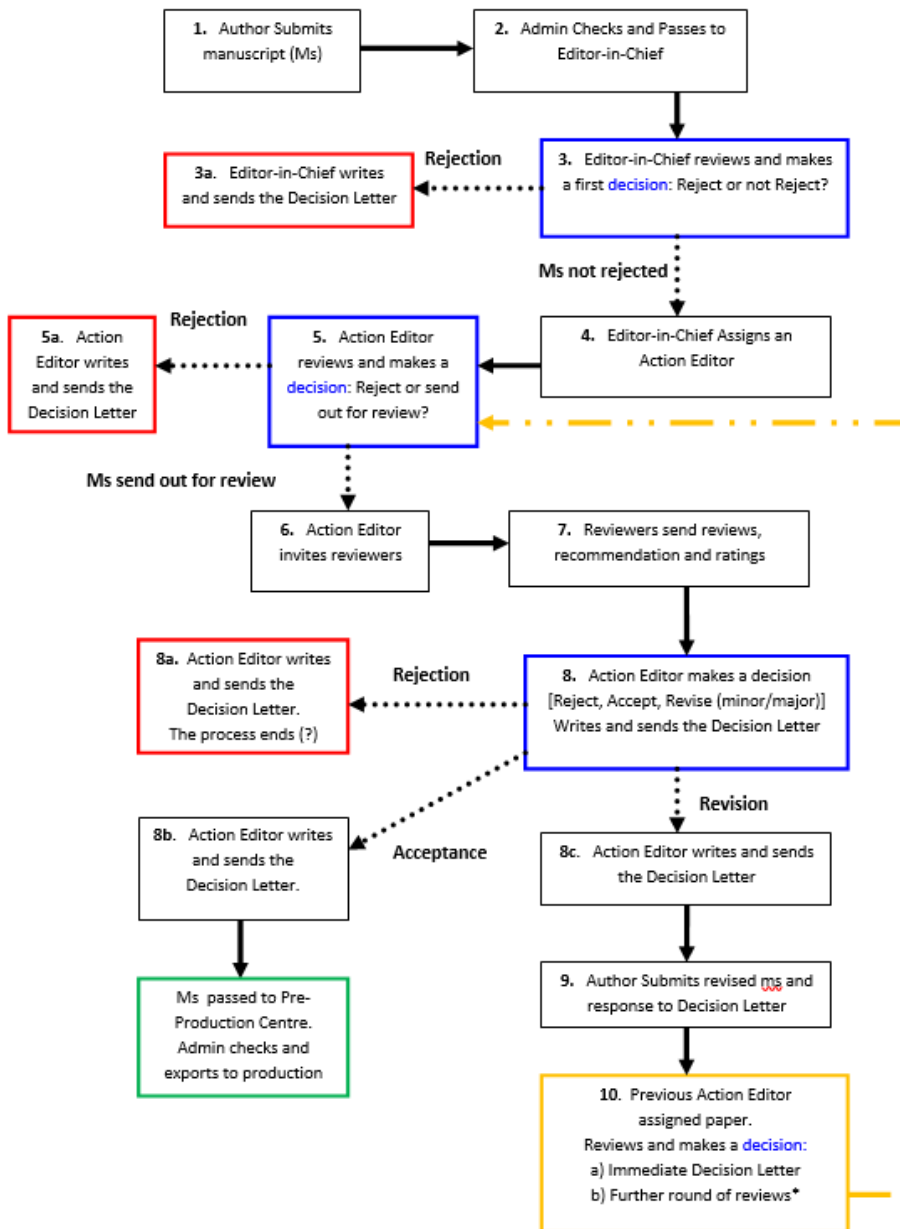 1. Author Submits
manuscript (Ms)
2. Admin Checks and Passes to
Editor-in-Chief
3a. Editor-in-Chief writes
and sends the Decision Letter
Rejection
3. Editor-in-Chief reviews and makes
a first decision: Reject or not Reject?
Ms not rejected
4. Editor-in-Chief Assigns an
Action Editor
Rejection
5a. Action
Editor writes
and sends the
Decision Letter
5. Action Editor
reviews and makes a
decision: Reject or send
out for review?
Ms send out for review
6. Action Editor
invites reviewers
7. Reviewers send reviews,
recommendation and ratings
8a. Action Editor writes
and sends the
Decision Letter.
The process ends (?)
Rejection
8. Action Editor makes a decision
[Reject, Accept, Revise (minor/major)]
Writes and sends the Decision Letter
Revision
Acceptance
8b. Action Editor writes
and sends the
Decision Letter.
8c. Action Editor writes and sends
the Decision Letter
9. Author Submits revised ms and
response to Decision Letter
Ms passed to Pre-
Production Centre.
Admin checks and
exports to production
10. Previous Action Editor
assigned paper.
Reviews and makes a decision:
a) Immediate Decision Letter
b) Further round of reviews*